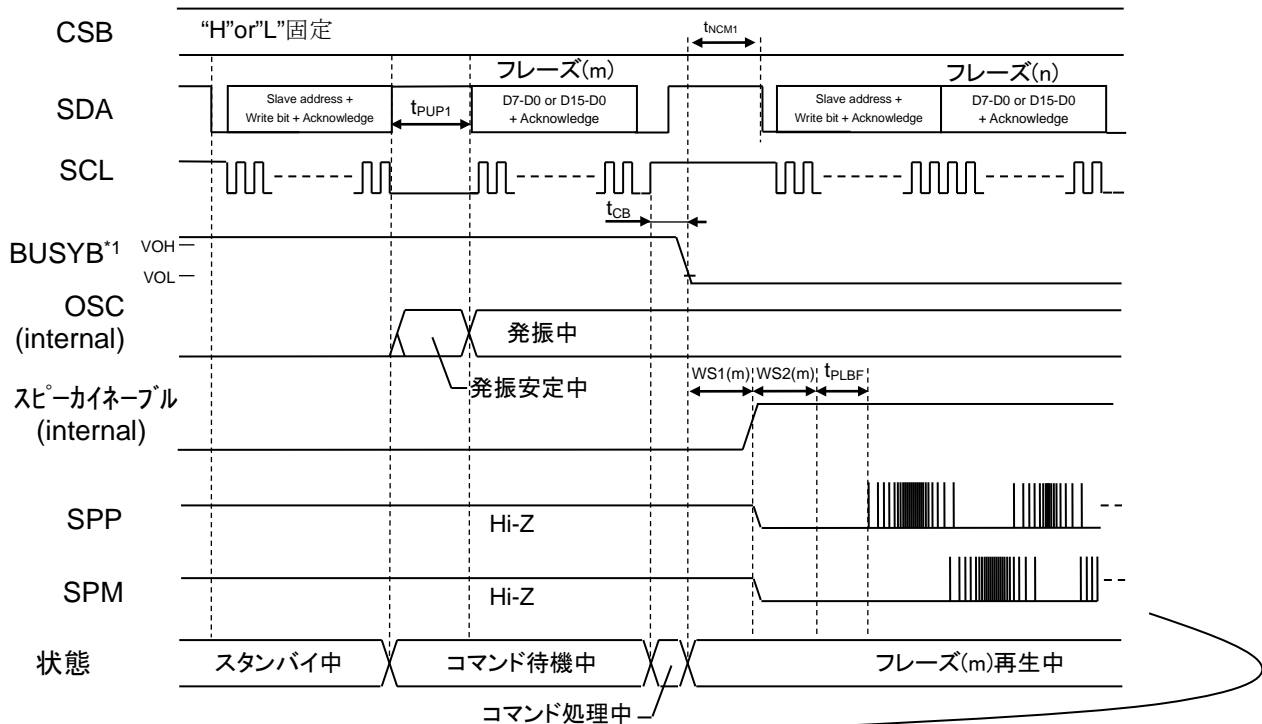 CSB
“H”or”L”固定
tNCM1
フレーズ(m)
フレーズ(n)
SDA
Slave address +
Write bit + Acknowledge
tPUP1
D7-D0 or D15-D0
+ Acknowledge
Slave address +
Write bit + Acknowledge
D7-D0 or D15-D0
+ Acknowledge
SCL
tCB
BUSYB*1
VOH
VOL
OSC
(internal)
発振中
発振安定中
WS1(m)
WS2(m)
tPLBF
スピーカイネーブル
(internal)
SPP
Hi-Z
SPM
Hi-Z
状態
スタンバイ中
コマンド待機中
フレーズ(m)再生中
コマンド処理中